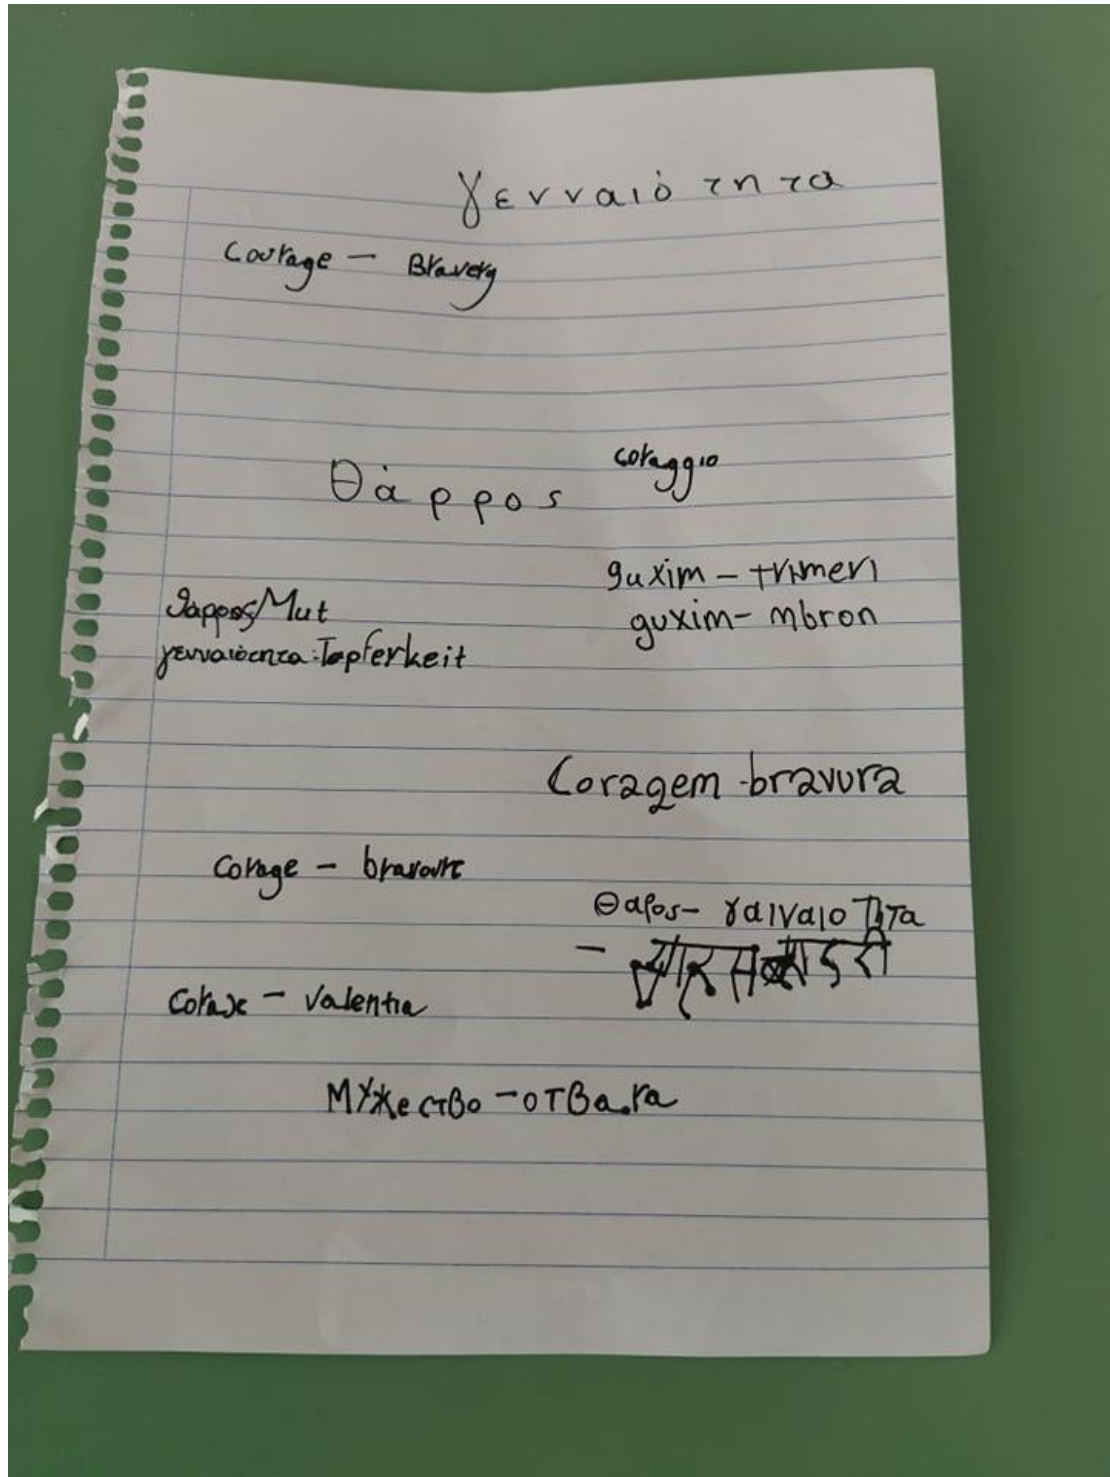 γενναιότητα
Courage - Bravery
coraggio
θάρρος
guxim - trimeri
θαρρος Mut
guxim - mbron
γενναιότητα: Tapferkeit
Coragem - bravura
Corage - bravoure
Θαρος - γαιναιοτητα
-
Coraje - Valentia
мужество - отвага